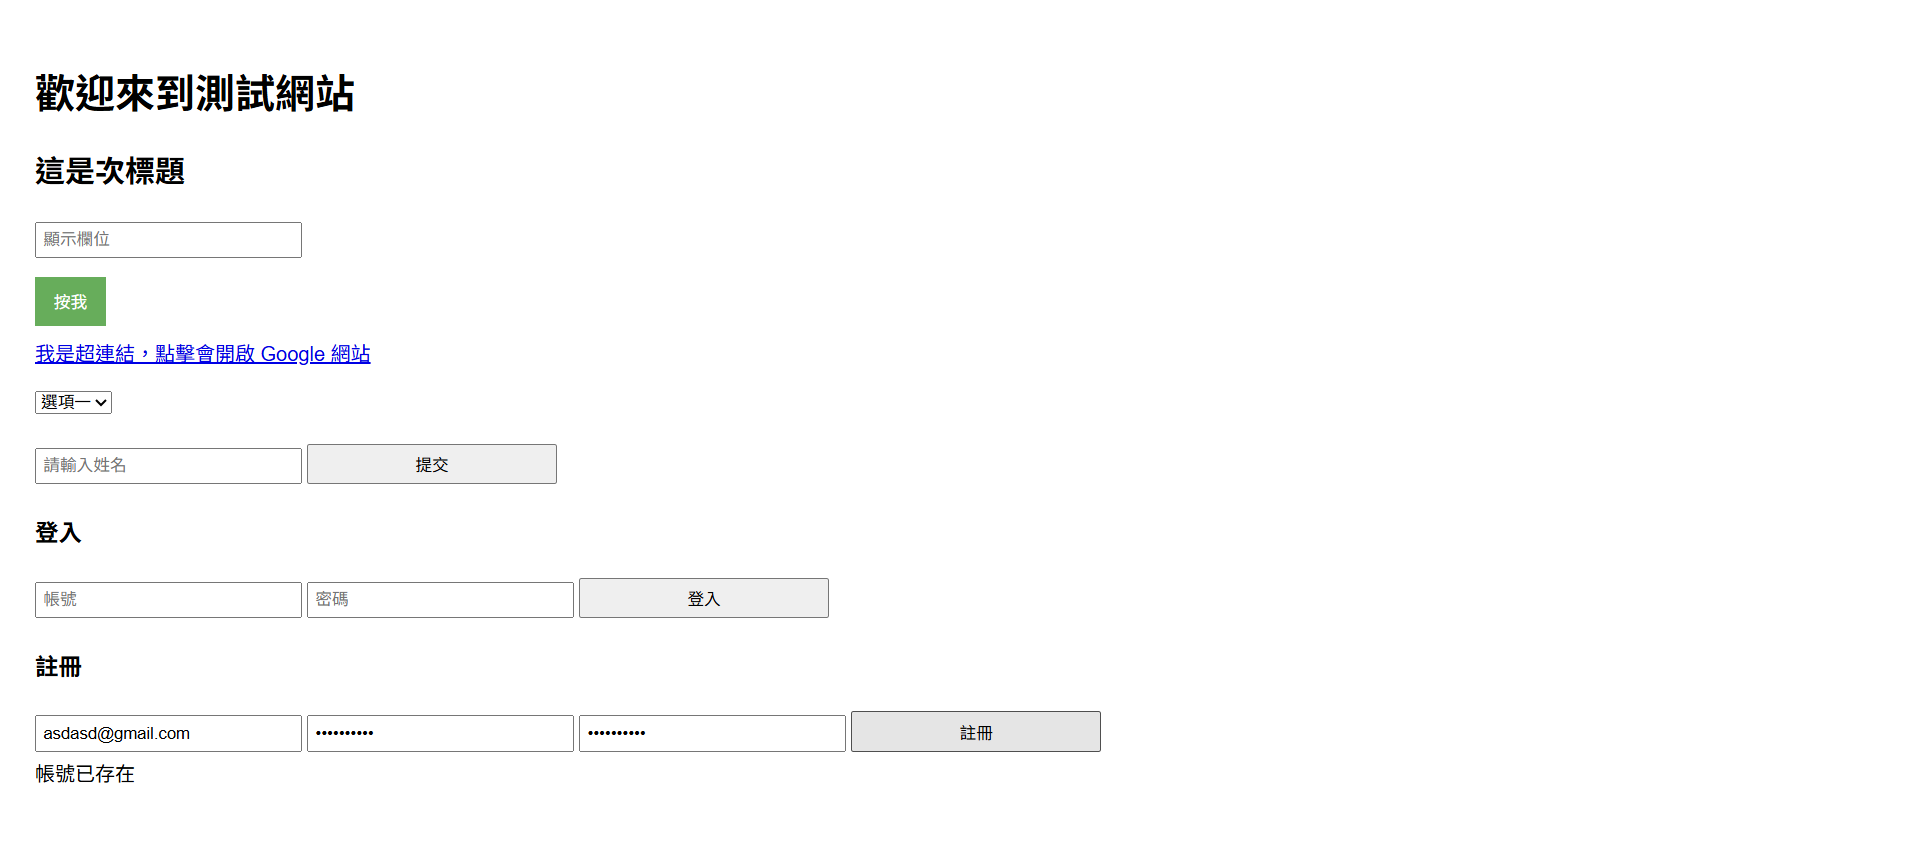 歡迎來到測試網站
這是次標題
顯示欄位
按我
我是超連結，點擊會開啟 Google 網站
選項一
請輸入姓名 提交
登入
帳號 密碼 登入
註冊
asdasd@gmail.com •••••••••• •••••••••• 註冊
帳號已存在